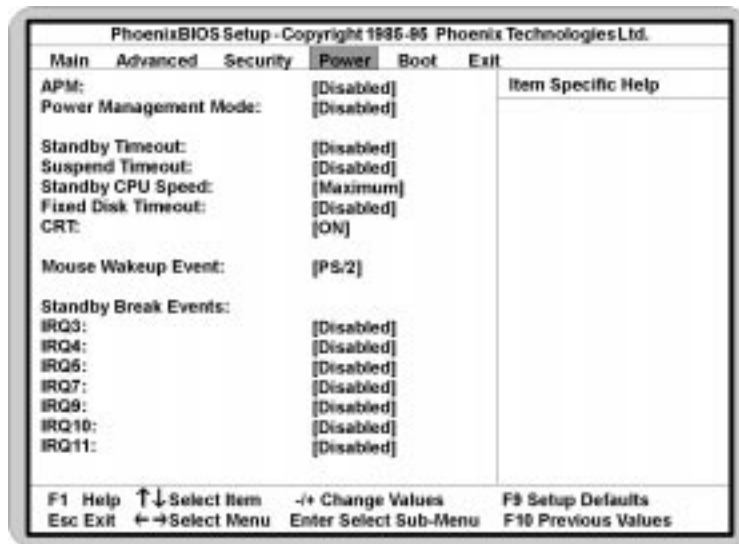 PhoenixBIOS Setup - Copyright 1985-95 Phoenix Technologies Ltd.
Main Advanced Security Power Boot Exit
APM: [Disabled]
Power Management Mode: [Disabled]
Item Specific Help
Standby Timeout: [Disabled]
Suspend Timeout: [Disabled]
Standby CPU Speed: [Maximum]
Fixed Disk Timeout: [Disabled]
CRT: [ON]
Mouse Wakeup Event: [PS/2]
Standby Break Events:
IRQ3: [Disabled]
IRQ4: [Disabled]
IRQ5: [Disabled]
IRQ7: [Disabled]
IRQ9: [Disabled]
IRQ10: [Disabled]
IRQ11: [Disabled]
F1 Help ↑↓ Select Item -/+ Change Values F9 Setup Defaults
Esc Exit ←→ Select Menu Enter Select Sub-Menu F10 Previous Values